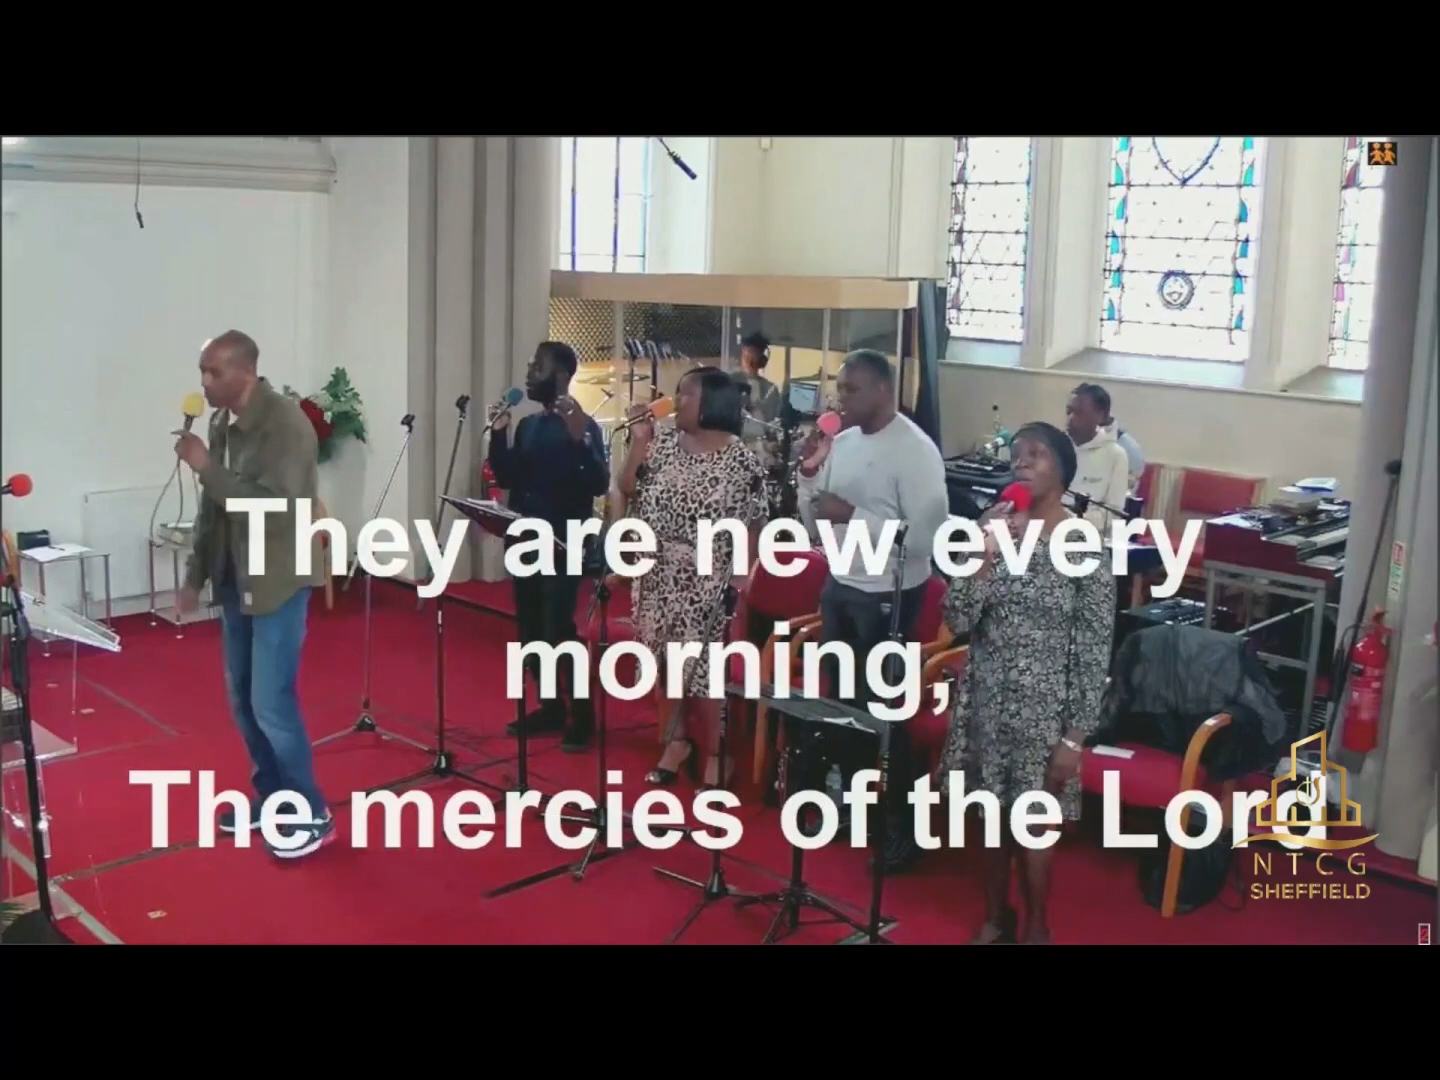 They are new every
morning,
The mercies of the Lord
NTCG
SHEFFIELD